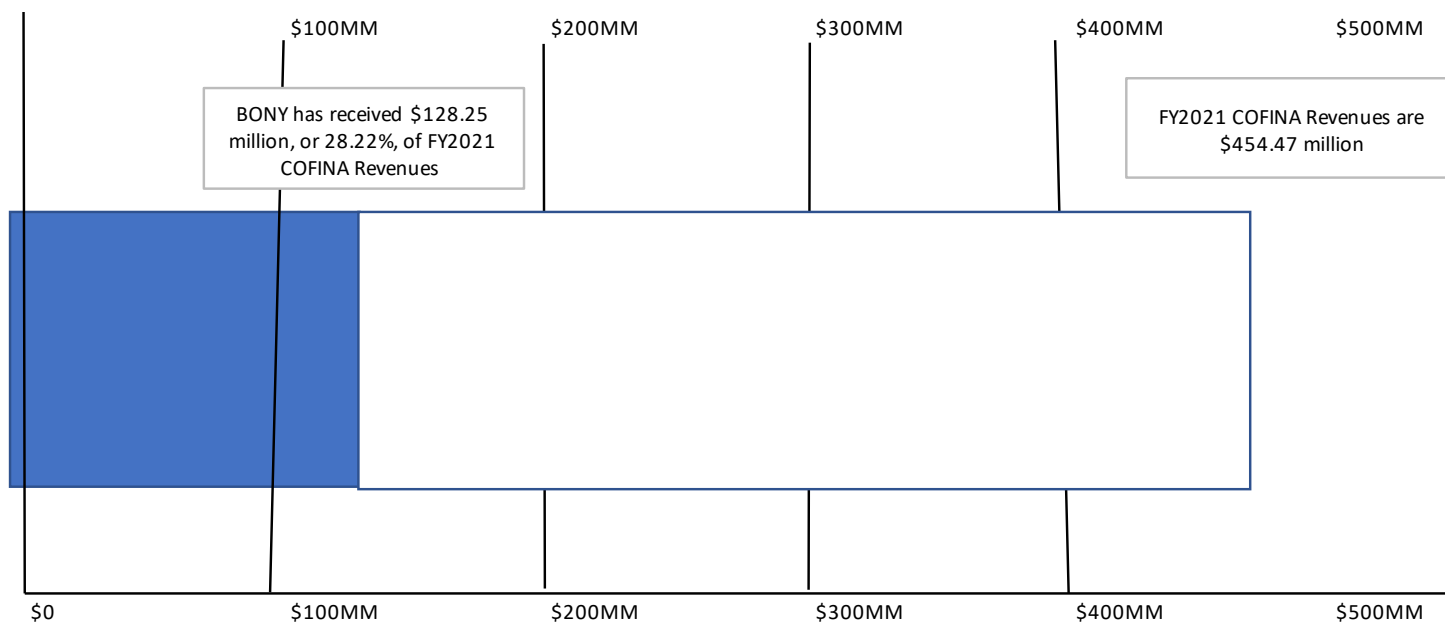 $100MM
$200MM
$300MM
$400MM
$500MM
BONY has received $128.25
million, or 28.22%, of FY2021
COFINA Revenues
FY2021 COFINA Revenues are
$454.47 million
$0
$100MM
$200MM
$300MM
$400MM
$500MM